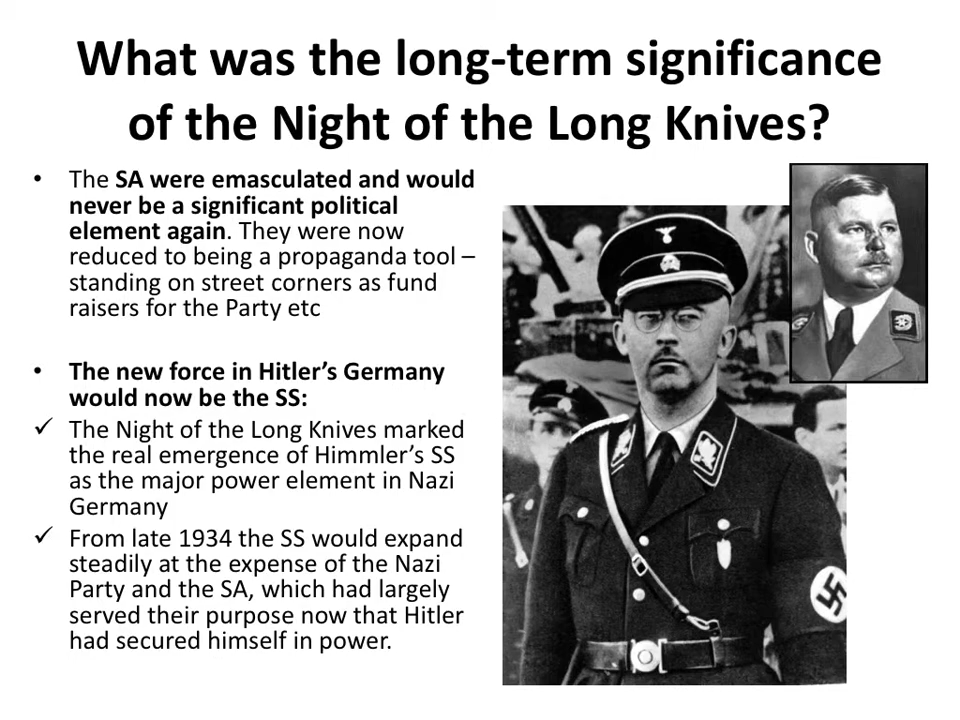 What was the long-term significance
of the Night of the Long Knives?
• The SA were emasculated and would
never be a significant political
element again. They were now
reduced to being a propaganda tool –
standing on street corners as fund
raisers for the Party etc
• The new force in Hitler’s Germany
would now be the SS:
✓ The Night of the Long Knives marked
the real emergence of Himmler’s SS
as the major power element in Nazi
Germany
✓ From late 1934 the SS would expand
steadily at the expense of the Nazi
Party and the SA, which had largely
served their purpose now that Hitler
had secured himself in power.